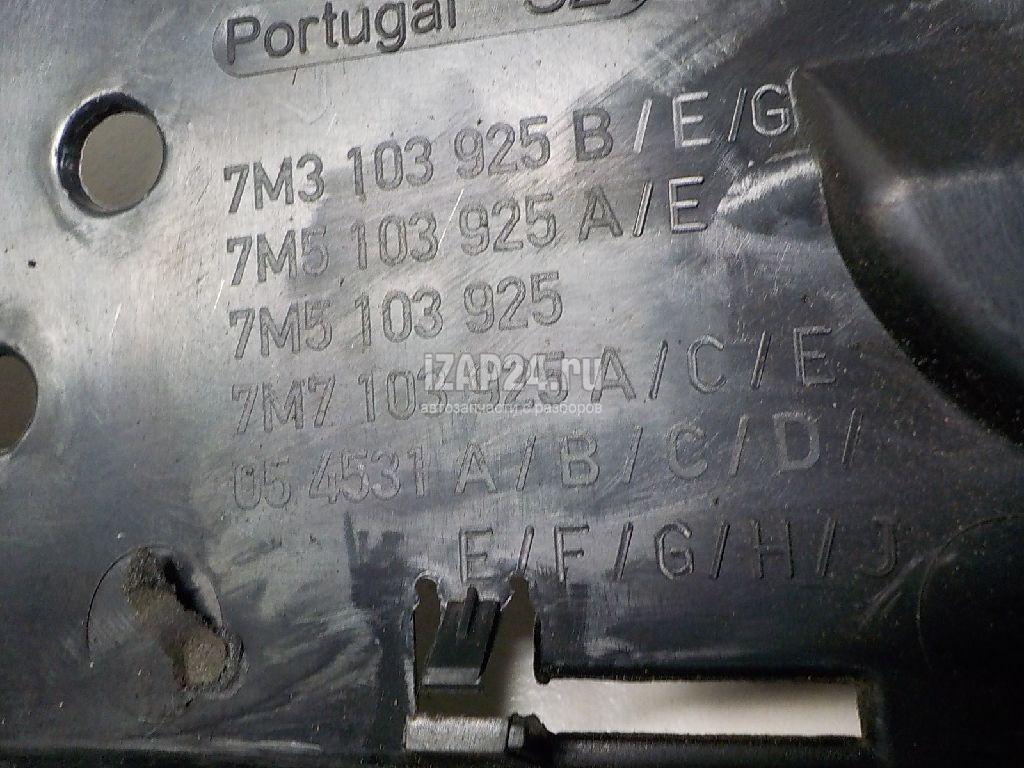 Portugal
7M3 103 925 B / E / G
7M5 103 925 A / E
7M5 103 925
7M7 103 925 A / C / E
05 4531 A / B / C / D /
E / F / G / H / J
iZAP24.ru
автозапчасти с разборов